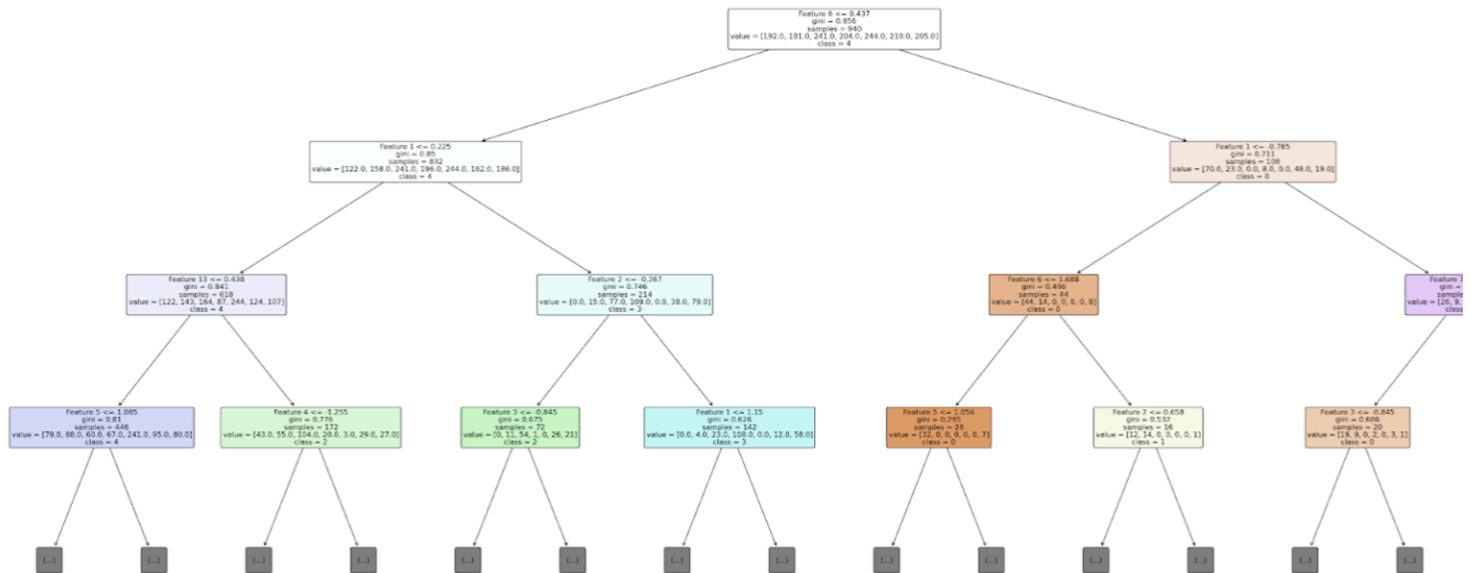 Feature 6 <= 0.437
gini = 0.856
samples = 940
value = [192.0, 181.0, 241.0, 204.0, 244.0, 210.0, 205.0]
class = 4
Feature 1 <= 0.225
gini = 0.85
samples = 832
value = [122.0, 158.0, 241.0, 196.0, 244.0, 162.0, 186.0]
class = 4
Feature 1 <= -0.785
gini = 0.711
samples = 108
value = [70.0, 23.0, 0.0, 8.0, 0.0, 48.0, 19.0]
class = 0
Feature 13 <= 0.438
gini = 0.841
samples = 618
value = [122, 143, 164, 87, 244, 124, 107]
class = 4
Feature 2 <= -0.267
gini = 0.746
samples = 214
value = [0.0, 15.0, 77.0, 109.0, 0.0, 38.0, 79.0]
class = 3
Feature 6 <= 1.688
gini = 0.496
samples = 44
value = [44, 14, 0, 0, 0, 0, 8]
class = 0
Feature 7
gini =
value = [26, 9,
Feature 5 <= 1.085
gini = 0.81
samples = 446
value = [79.0, 88.0, 60.0, 67.0, 241.0, 95.0, 80.0]
class = 4
Feature 4 <= -1.255
gini = 0.776
samples = 172
value = [43.0, 55.0, 104.0, 20.0, 3.0, 29.0, 27.0]
class = 2
Feature 3 <= -0.845
gini = 0.675
samples = 72
value = [0, 11, 54, 1, 0, 26, 21]
class = 2
Feature 1 <= 1.15
gini = 0.626
samples = 142
value = [0.0, 4.0, 23.0, 108.0, 0.0, 12.0, 58.0]
class = 3
Feature 5 <= 1.056
gini = 0.295
samples = 28
value = [32, 0, 0, 0, 0, 0, 7]
class = 0
Feature 2 <= 0.658
gini = 0.532
samples = 16
value = [12, 14, 0, 0, 0, 0, 1]
class = 1
Feature 3 <= -0.845
gini = 0.606
samples = 20
value = [19, 9, 0, 2, 0, 3, 1]
class = 0
(...)
(...)
(...)
(...)
(...)
(...)
(...)
(...)
(...)
(...)
(...)
(...)
(...)
(...)